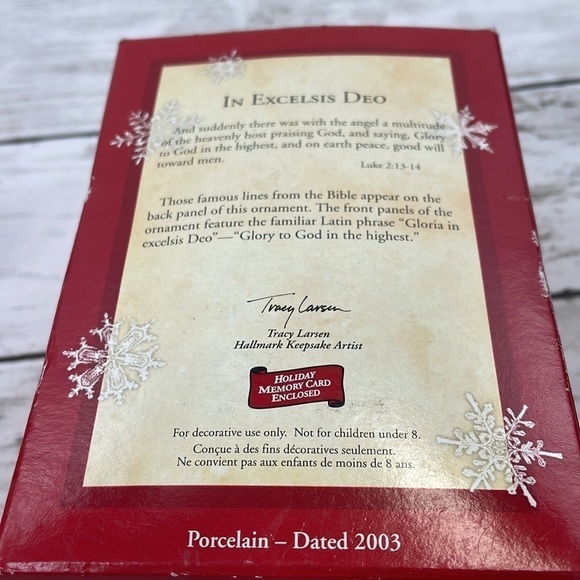 In Excelsis Deo
And suddenly there was with the angel a multitude
of the heavenly host praising God, and saying, Glory
to God in the highest, and on earth peace, good will
toward men.
Luke 2:13-14
Those famous lines from the Bible appear on the
back panel of this ornament. The front panels of the
ornament feature the familiar Latin phrase “Gloria in
excelsis Deo”—“Glory to God in the highest.”
Tracy Larsen
Tracy Larsen
Hallmark Keepsake Artist
Holiday
Memory Card
Enclosed
For decorative use only. Not for children under 8.
Conçue à des fins décoratives seulement.
Ne convient pas aux enfants de moins de 8 ans.
Porcelain – Dated 2003